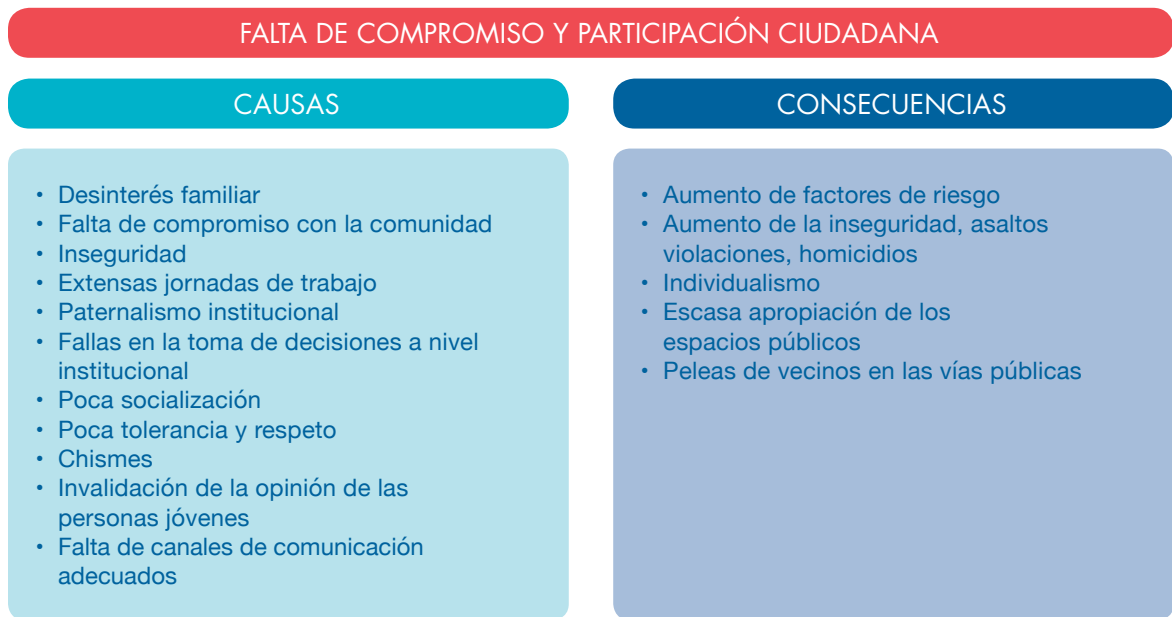 FALTA DE COMPROMISO Y PARTICIPACIÓN CIUDADANA
CAUSAS
• Desinterés familiar
• Falta de compromiso con la comunidad
• Inseguridad
• Extensas jornadas de trabajo
• Paternalismo institucional
• Fallas en la toma de decisiones a nivel
institucional
• Poca socialización
• Poca tolerancia y respeto
• Chismes
• Invalidación de la opinión de las
personas jóvenes
• Falta de canales de comunicación
adecuados
CONSECUENCIAS
• Aumento de factores de riesgo
• Aumento de la inseguridad, asaltos
violaciones, homicidios
• Individualismo
• Escasa apropiación de los
espacios públicos
• Peleas de vecinos en las vías públicas